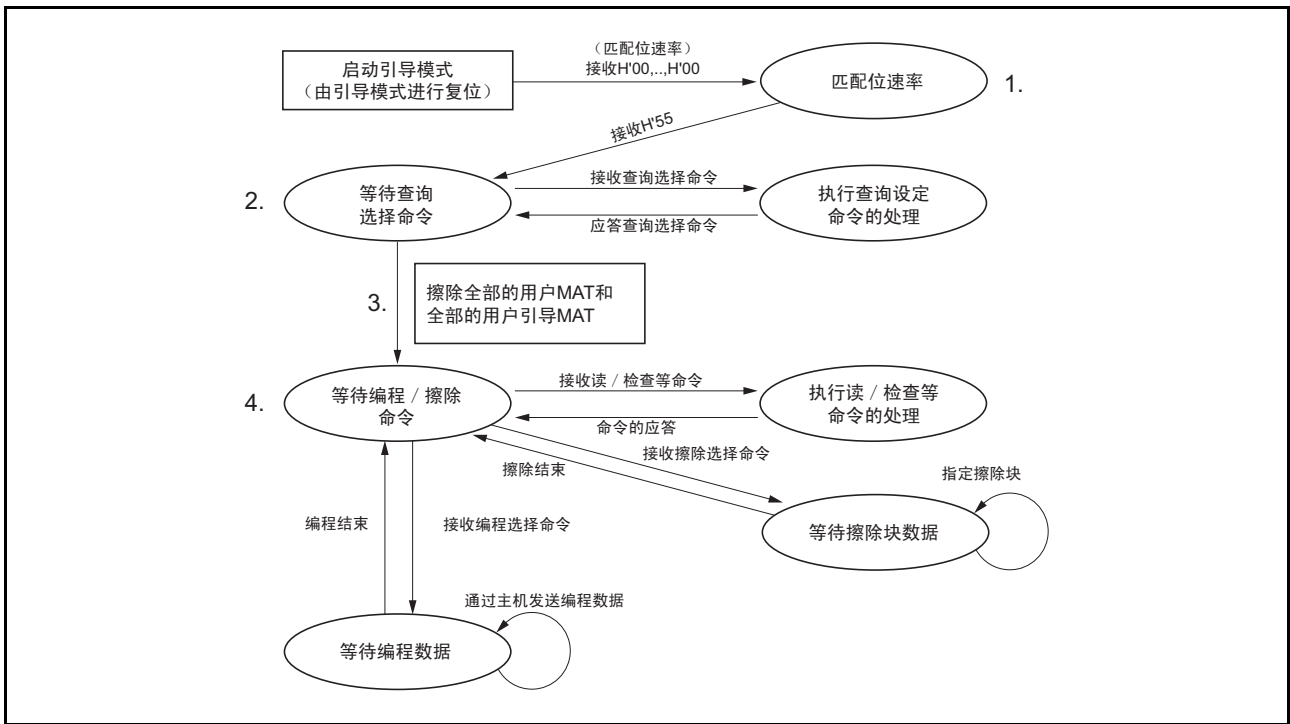 启动引导模式
（由引导模式进行复位）
（匹配位速率）
接收H'00,..,H'00
匹配位速率
1.
接收H'55
2.
等待查询
选择命令
接收查询选择命令
应答查询选择命令
执行查询设定
命令的处理
3.
擦除全部的用户MAT和
全部的用户引导MAT
4.
等待编程／擦除
命令
接收读／检查等命令
命令的应答
执行读／检查等
命令的处理
接收擦除选择命令
擦除结束
指定擦除块
等待擦除块数据
编程结束
接收编程选择命令
通过主机发送编程数据
等待编程数据